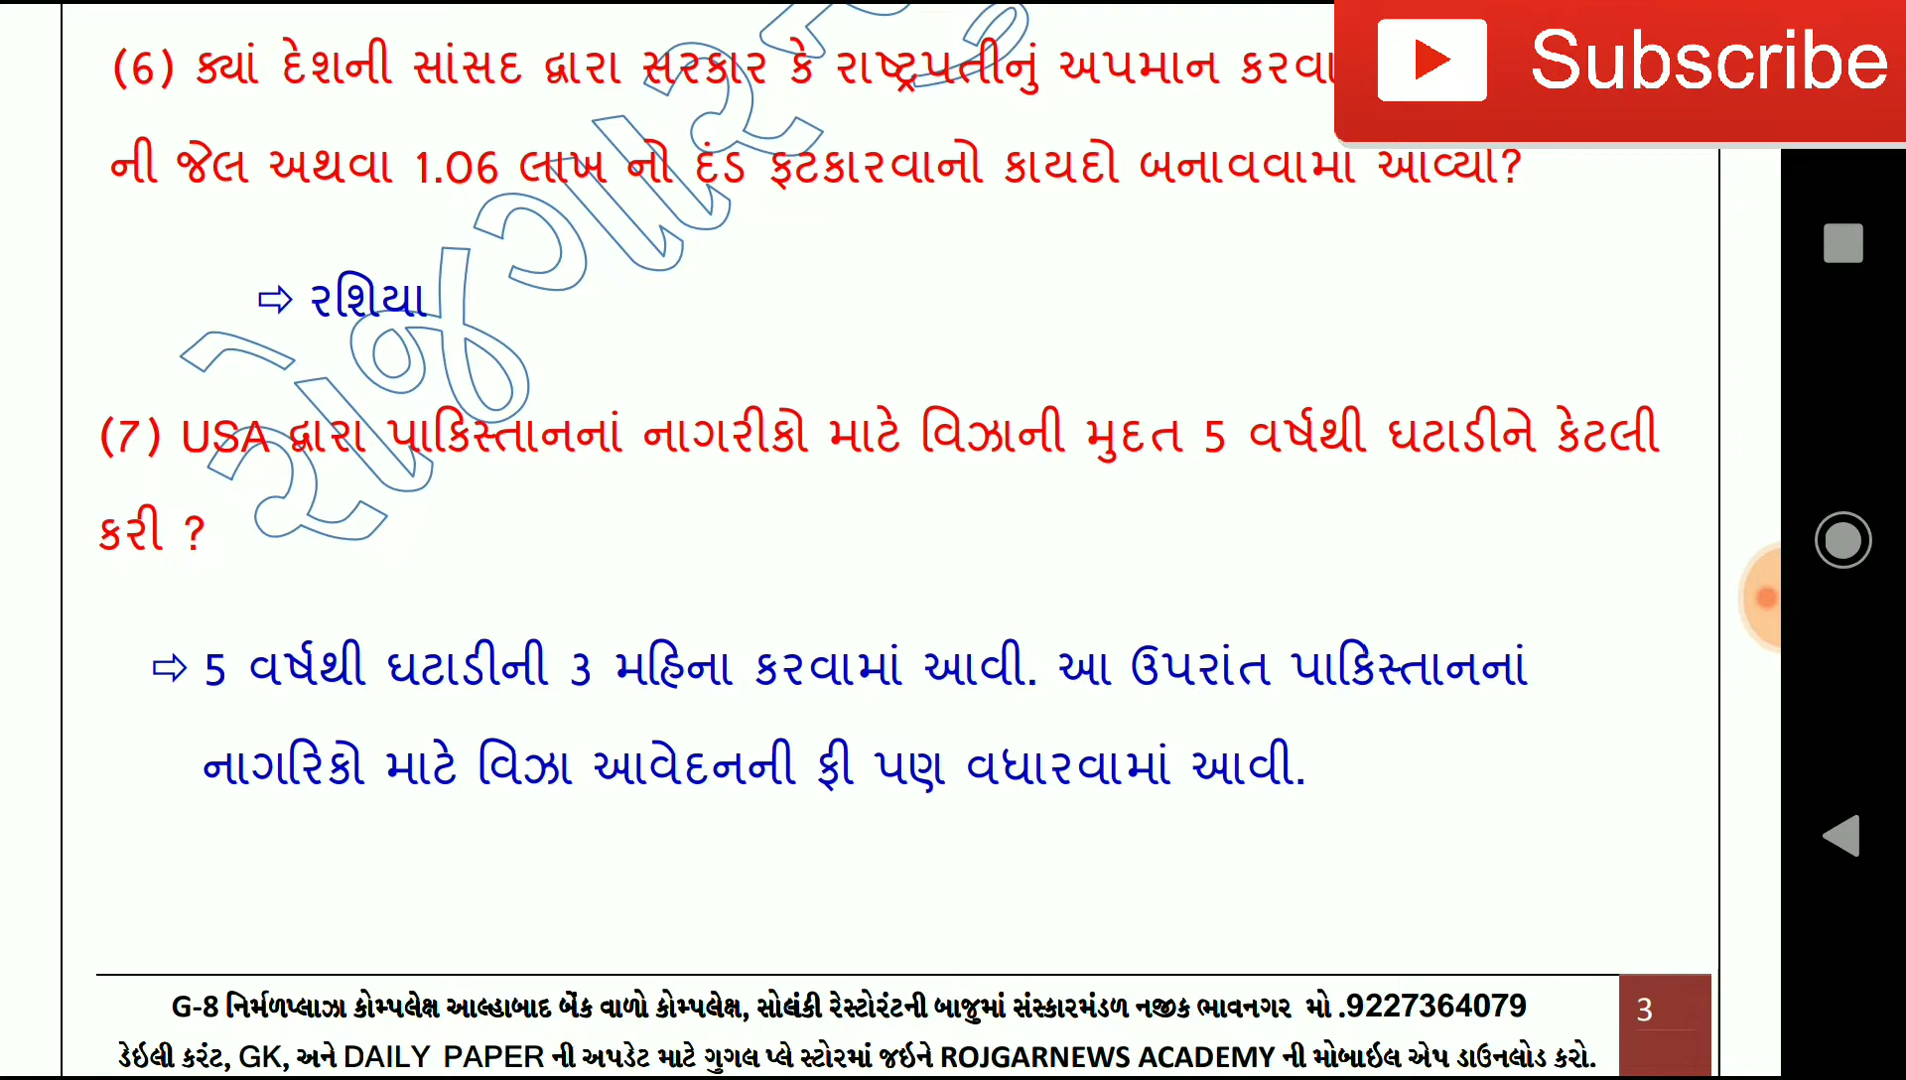 (6) ક્યાં દેશની સાંસદ દ્વારા સરકાર કે રાષ્ટ્રપતીનું અપમાન કરવા
Subscribe
ની જેલ અથવા 1.06 લાખ નો દંડ ફટકારવાનો કાયદો બનાવવામાં આવ્યો?
⇨ રશિયા
(7) USA દ્વારા પાકિસ્તાનનાં નાગરીકો માટે વિઝાની મુદત 5 વર્ષથી ઘટાડીને કેટલી
કરી ?
⇨ 5 વર્ષથી ઘટાડીની 3 મહિના કરવામાં આવી. આ ઉપરાંત પાકિસ્તાનનાં
નાગરિકો માટે વિઝા આવેદનની ફી પણ વધારવામાં આવી.
G-8 નિર્મળપ્લાઝા કોમ્પલેક્ષ આલ્હાબાદ બેંક વાળો કોમ્પલેક્ષ, સોલંકી રેસ્ટોરંટની બાજુમાં સંસ્કારમંડળ નજીક ભાવનગર મો .9227364079
3
ડેઇલી કરંટ, GK, અને DAILY PAPER ની અપડેટ માટે ગુગલ પ્લે સ્ટોરમાં જઇને ROJGARNEWS ACADEMY ની મોબાઇલ એપ ડાઉનલોડ કરો.